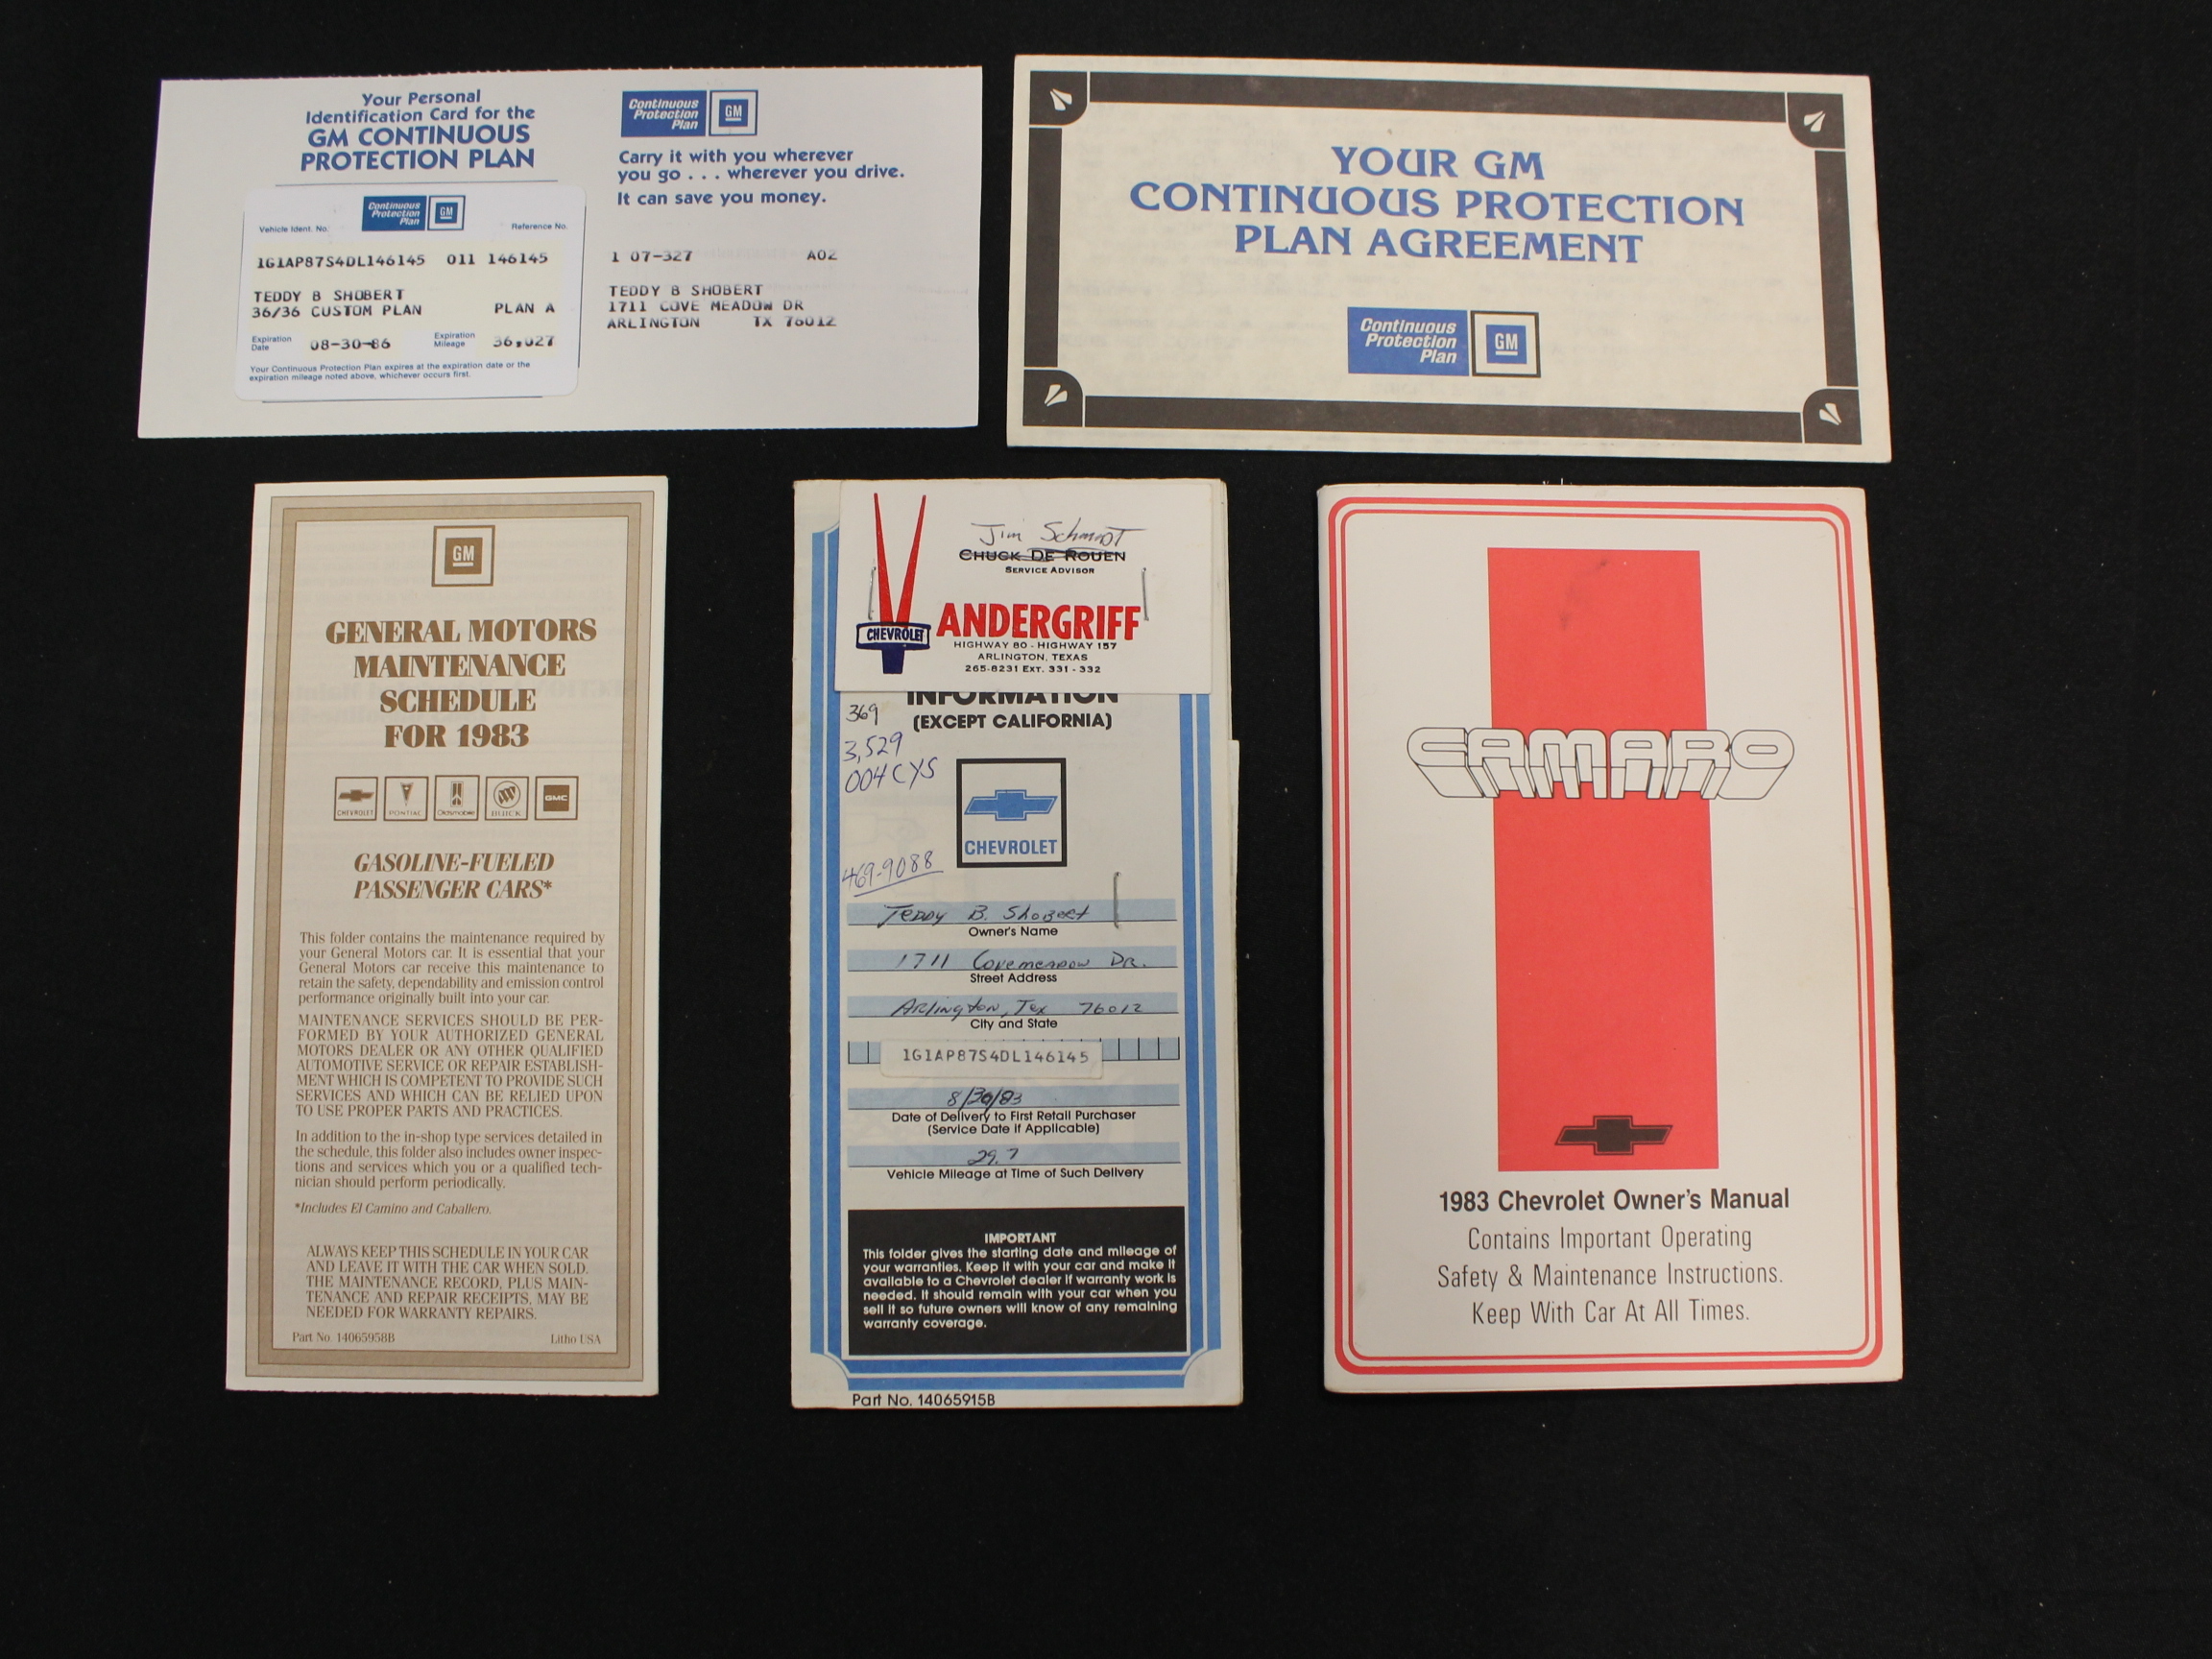 Your Personal
Identification Card for the
GM CONTINUOUS
PROTECTION PLAN
Continuous
Protection
Plan
GM
Vehicle Ident. No.
Reference No.
1G1AP87S4DL146145 011 146145
TEDDY B SHOBERT
36/36 CUSTOM PLAN PLAN A
Expiration
Date
08-30-86
Expiration
Mileage
36,027
Your Continuous Protection Plan expires at the expiration date or the
expiration mileage noted above, whichever occurs first.
Continuous
Protection
Plan
GM
Carry it with you wherever
you go . . . wherever you drive.
It can save you money.
1 07-327 A02
TEDDY B SHOBERT
1711 COVE MEADOW DR
ARLINGTON TX 76012
YOUR GM
CONTINUOUS PROTECTION
PLAN AGREEMENT
Continuous
Protection
Plan
GM
GM
GENERAL MOTORS
MAINTENANCE
SCHEDULE
FOR 1983
CHEVROLET PONTIAC Oldsmobile BUICK GMC
GASOLINE-FUELED
PASSENGER CARS*
This folder contains the maintenance required by
your General Motors car. It is essential that your
General Motors car receive this maintenance to
retain the safety, dependability and emission control
performance originally built into your car.
MAINTENANCE SERVICES SHOULD BE PER-
FORMED BY YOUR AUTHORIZED GENERAL
MOTORS DEALER OR ANY OTHER QUALIFIED
AUTOMOTIVE SERVICE OR REPAIR ESTABLISH-
MENT WHICH IS COMPETENT TO PROVIDE SUCH
SERVICES AND WHICH CAN BE RELIED UPON
TO USE PROPER PARTS AND PRACTICES.
In addition to the in-shop type services detailed in
the schedule, this folder also includes owner inspec-
tions and services which you or a qualified tech-
nician should perform periodically.
*Includes El Camino and Caballero.
ALWAYS KEEP THIS SCHEDULE IN YOUR CAR
AND LEAVE IT WITH THE CAR WHEN SOLD.
THE MAINTENANCE RECORD, PLUS MAIN-
TENANCE AND REPAIR RECEIPTS, MAY BE
NEEDED FOR WARRANTY REPAIRS.
Part No. 14065958B Litho USA
Jim Schmidt
CHUCK DE ROUEN
SERVICE ADVISOR
VANDERGRIFF
CHEVROLET
HIGHWAY 80 - HIGHWAY 157
ARLINGTON, TEXAS
265-8231 EXT. 331 - 332
INFORMATION
(EXCEPT CALIFORNIA)
369
3,529
004 CYS
CHEVROLET
469-9088
Teddy B. Shobert
Owner's Name
1711 Covemeadow Dr.
Street Address
Arlington, Tex 76012
City and State
1G1AP87S4DL146145
8/30/83
Date of Delivery to First Retail Purchaser
(Service Date if Applicable)
29.7
Vehicle Mileage at Time of Such Delivery
IMPORTANT
This folder gives the starting date and mileage of
your warranties. Keep it with your car and make it
available to a Chevrolet dealer if warranty work is
needed. It should remain with your car when you
sell it so future owners will know of any remaining
warranty coverage.
Part No. 14065915B
CAMARO
1983 Chevrolet Owner's Manual
Contains Important Operating
Safety & Maintenance Instructions.
Keep With Car At All Times.